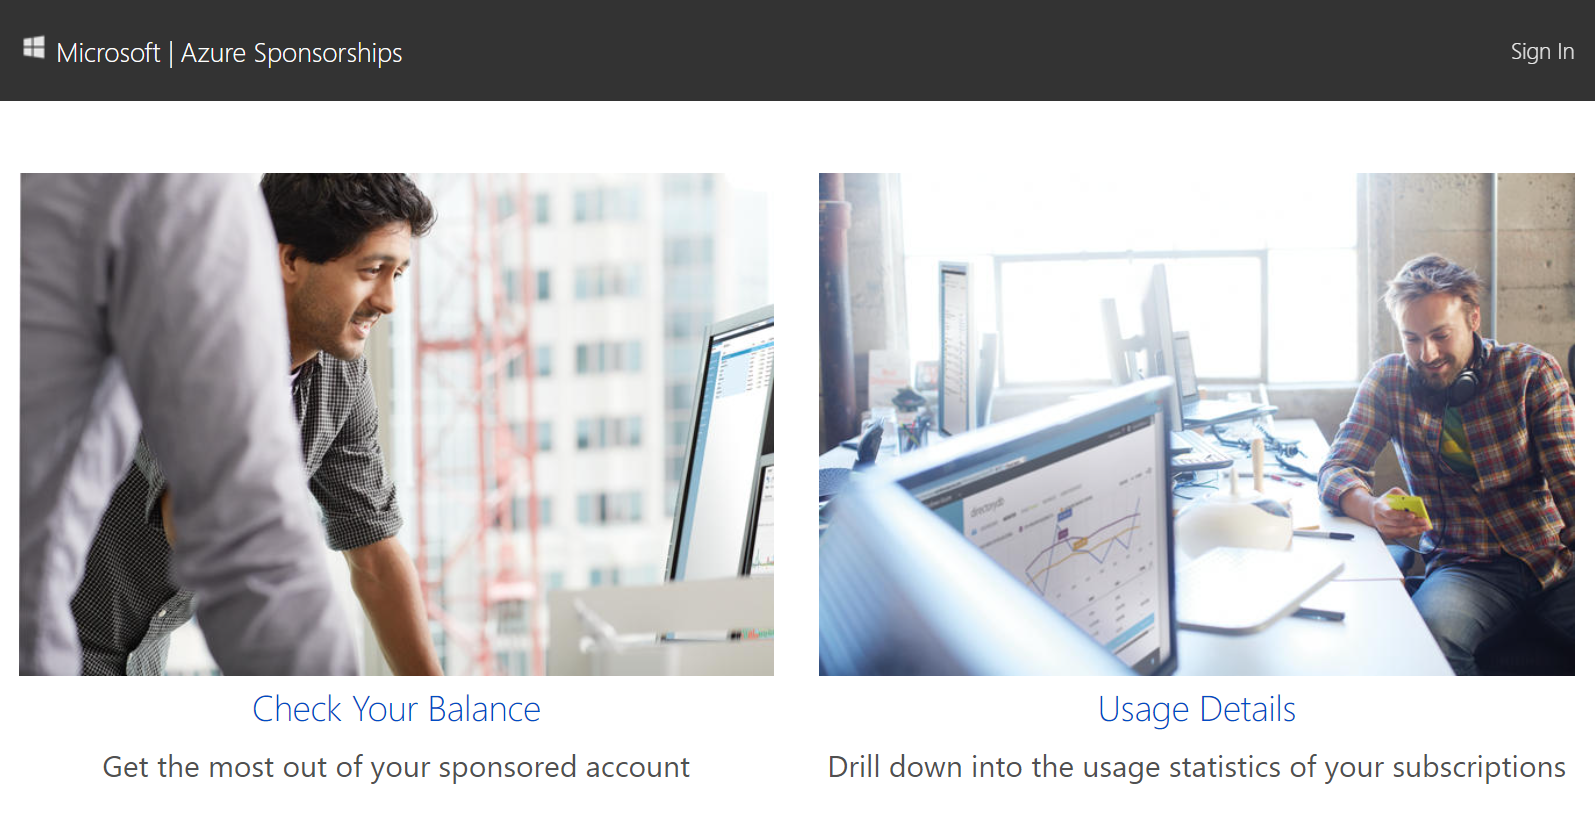 Microsoft | Azure Sponsorships
Sign In
directorydb
Check Your Balance
Usage Details
Get the most out of your sponsored account
Drill down into the usage statistics of your subscriptions